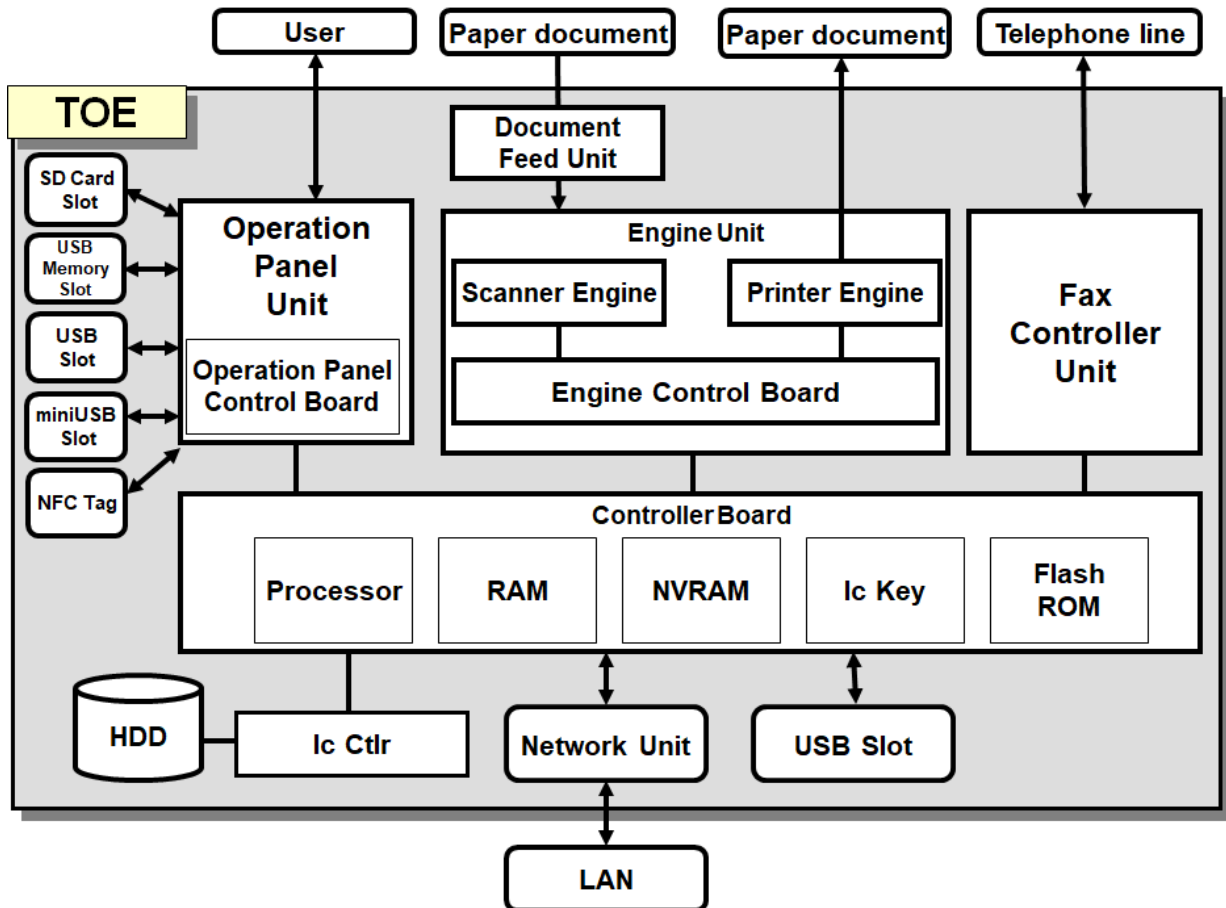 User
Paper document
Paper document
Telephone line
TOE
Document
Feed Unit
SD Card
Slot
USB
Memory
Slot
USB
Slot
miniUSB
Slot
NFC Tag
Operation
Panel
Unit
Operation Panel
Control Board
Engine Unit
Scanner Engine
Printer Engine
Engine Control Board
Fax
Controller
Unit
Controller Board
Processor
RAM
NVRAM
Ic Key
Flash
ROM
HDD
Ic Ctlr
Network Unit
USB Slot
LAN